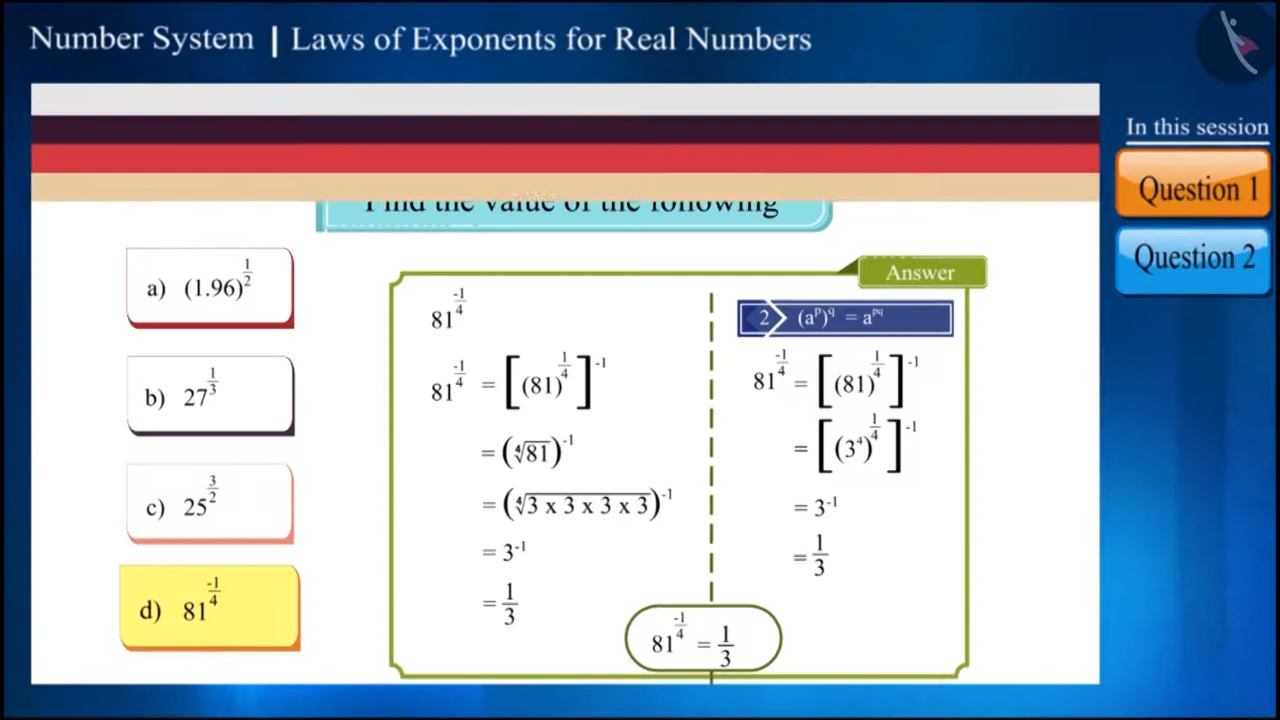 Number System | Laws of Exponents for Real Numbers
In this session
Question 1
Question 2
Find the value of the following
a) (1.96)^(1/2)
b) 27^(1/3)
c) 25^(3/2)
d) 81^(-1/4)
Answer
81^(-1/4)
81^(-1/4) = [(81)^(1/4)]^-1
= (∜81)^-1
= (∜3 x 3 x 3 x 3)^-1
= 3^-1
= 1/3
2 (a^p)^q = a^pq
81^(-1/4) = [(81)^(1/4)]^-1
= [(3^4)^(1/4)]^-1
= 3^-1
= 1/3
81^(-1/4) = 1/3